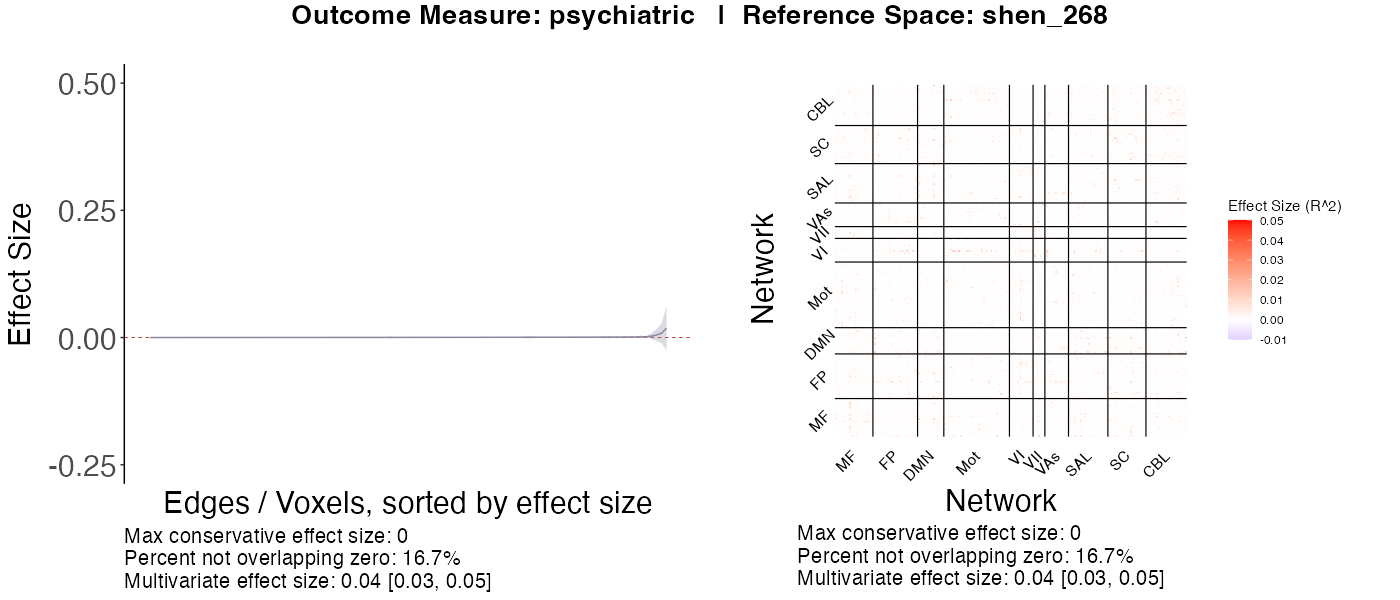 Outcome Measure: psychiatric | Reference Space: shen_268
0.50
0.25
0.00
-0.25
Effect Size
Edges / Voxels, sorted by effect size
Max conservative effect size: 0
Percent not overlapping zero: 16.7%
Multivariate effect size: 0.04 [0.03, 0.05]
Network
CBL
SC
SAL
VAs
VII
VI
Mot
DMN
FP
MF
MF
FP
DMN
Mot
VI
VII
VAs
SAL
SC
CBL
Network
Max conservative effect size: 0
Percent not overlapping zero: 16.7%
Multivariate effect size: 0.04 [0.03, 0.05]
Effect Size (R^2)
0.05
0.04
0.03
0.02
0.01
0.00
-0.01